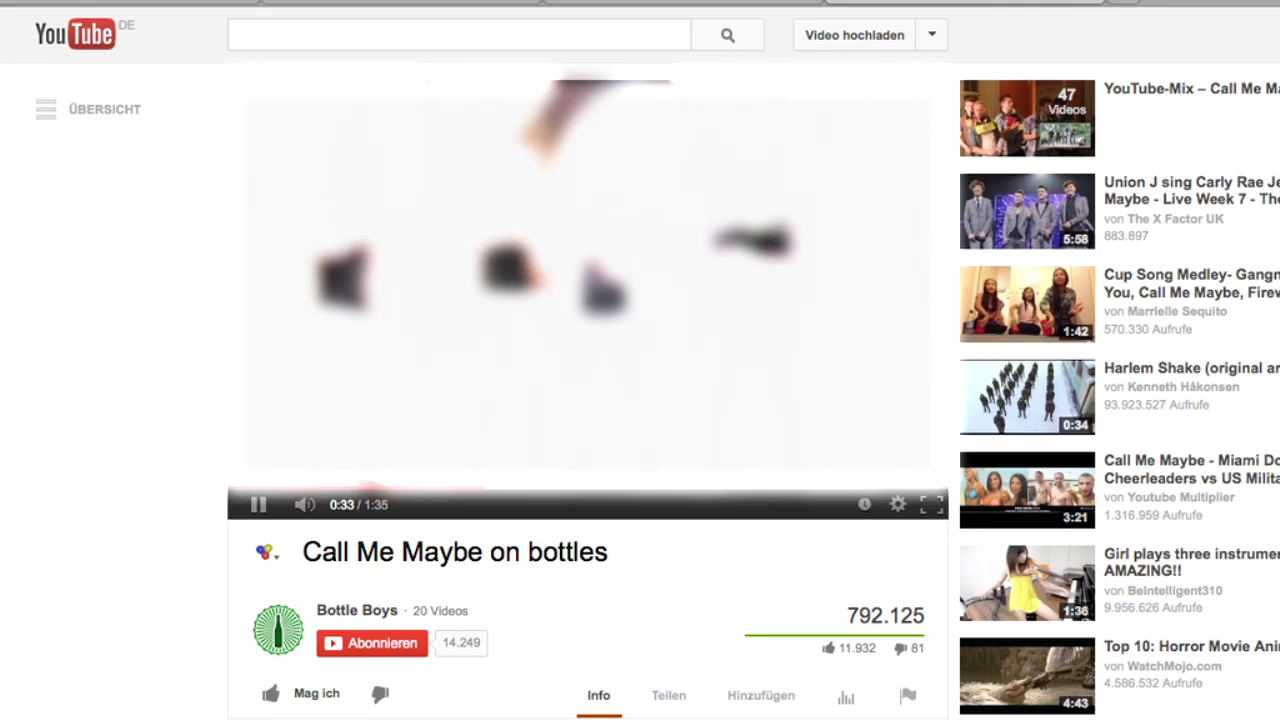 YouTube DE
Video hochladen
ÜBERSICHT
47
Videos
YouTube-Mix – Call Me Ma
Union J sing Carly Rae Je
Maybe - Live Week 7 - The
von The X Factor UK
883.897
5:58
Cup Song Medley- Gangn
You, Call Me Maybe, Firew
von Marrielle Sequito
570.330 Aufrufe
1:42
Harlem Shake (original ar
von Kenneth Håkonsen
93.923.527 Aufrufe
0:34
Call Me Maybe - Miami Do
Cheerleaders vs US Milita
von Youtube Multiplier
1.316.959 Aufrufe
3:21
Girl plays three instrumen
AMAZING!!
von BeIntelligent310
9.956.626 Aufrufe
1:36
Top 10: Horror Movie Ani
von WatchMojo.com
4.586.532 Aufrufe
4:43
0:33 / 1:35
Call Me Maybe on bottles
Bottle Boys · 20 Videos
Abonnieren 14.249
792.125
11.932 81
Mag ich
Info Teilen Hinzufügen